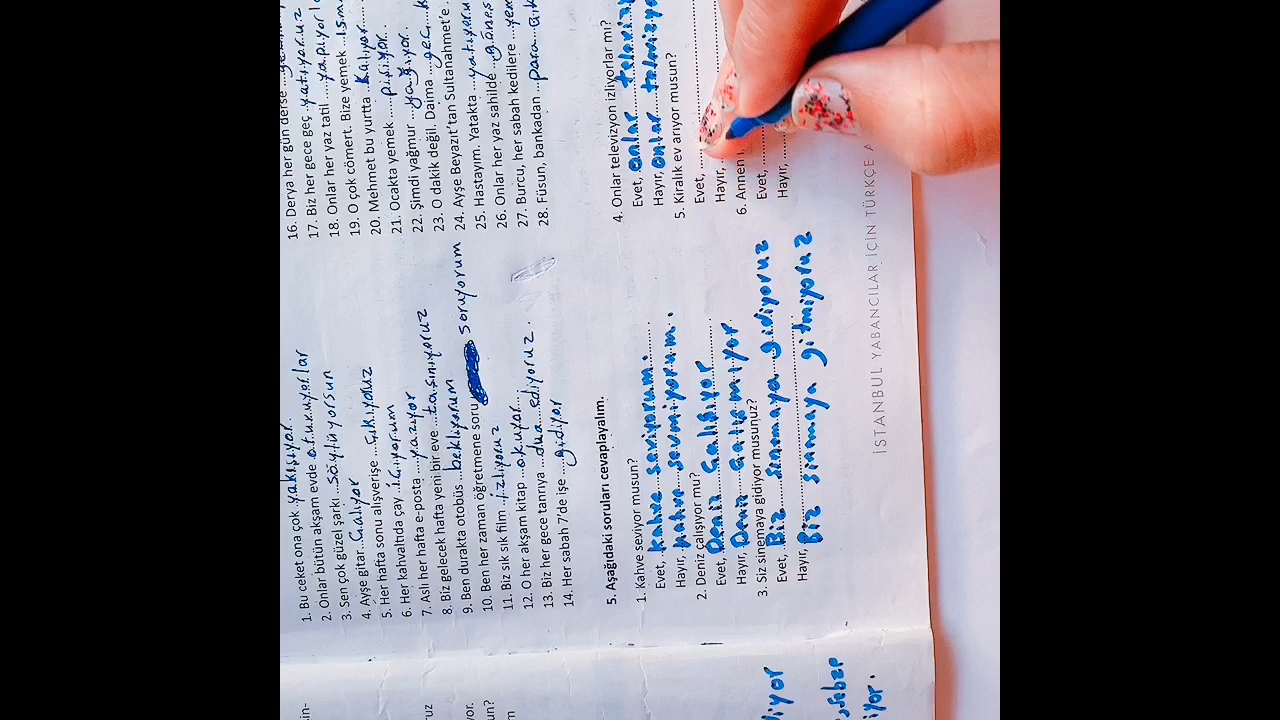 1. Bu ceket ona çok yakışıyor.
2. Onlar bütün akşam evde oturuyorlar
3. Sen çok güzel şarkı söylüyorsun
4. Ayşe gitar çalıyor
5. Her hafta sonu alışverişe çıkıyoruz
6. Her kahvaltıda çay içiyorum
7. Aslı her hafta e-posta yazıyor
8. Biz gelecek hafta yeni bir eve taşınıyoruz
9. Ben durakta otobüs bekliyorum
10. Ben her zaman öğretmene soru soruyorum
11. Biz sık sık film izliyoruz
12. O her akşam kitap okuyor
13. Biz her gece tanrıya dua ediyoruz.
14. Her sabah 7'de işe gidiyor
16. Derya her gün derse
17. Biz her gece geç yatıyoruz
18. Onlar her yaz tatil
19. O çok cömert. Bize yemek
20. Mehmet bu yurtta kalıyor
21. Ocakta yemek pişiyor.
22. Şimdi yağmur yağıyor.
23. O dakik değil. Daima geç
24. Ayşe Beyazıt'tan Sultanahmet'e
25. Hastayım. Yatakta
26. Onlar her yaz sahilde
27. Burcu, her sabah kedilere
28. Füsun, bankadan para
5. Aşağıdaki soruları cevaplayalım.
1. Kahve seviyor musun?
Evet, kahve seviyorum.
Hayır, kahve sevmiyorum.
2. Deniz çalışıyor mu?
Evet, Deniz çalışıyor
Hayır, Deniz çalışmıyor
3. Siz sinemaya gidiyor musunuz?
Evet, Biz senemaya gidiyoruz
Hayır, Biz sinmaya gitmiyoruz
4. Onlar televizyon izliyorlar mı?
Evet, onlar
Hayır, onlar
5. Kiralık ev arıyor musun?
Evet,
Hayır,
6. Annen
Evet,
Hayır,
İSTANBUL YABANCILAR İÇİN TÜRKÇE